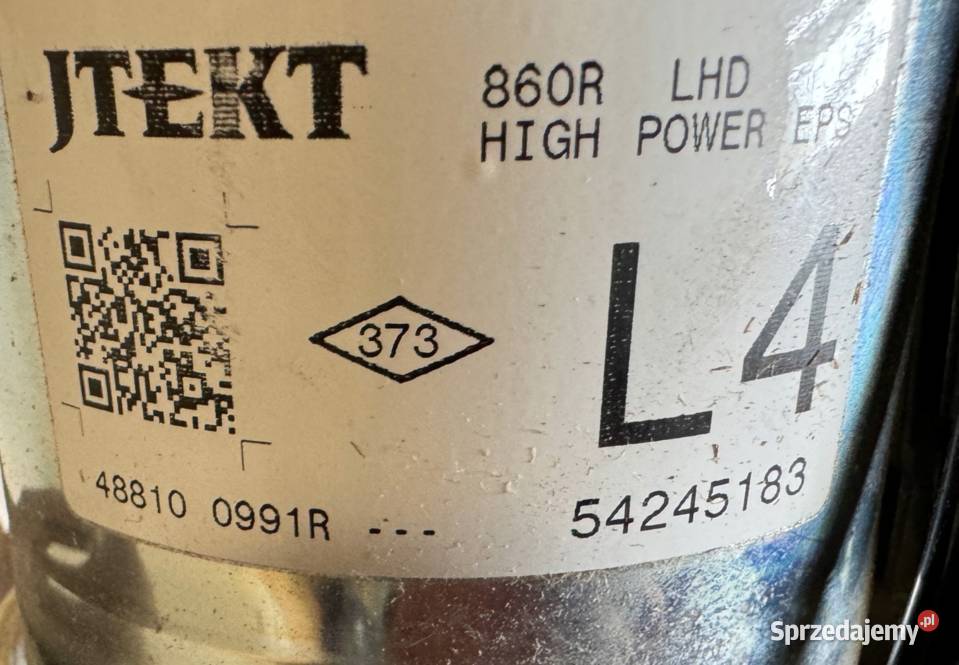 JTEKT
860R LHD
HIGH POWER EPS
373
L4
48810 0991R ---
54245183
Sprzedajemy.pl